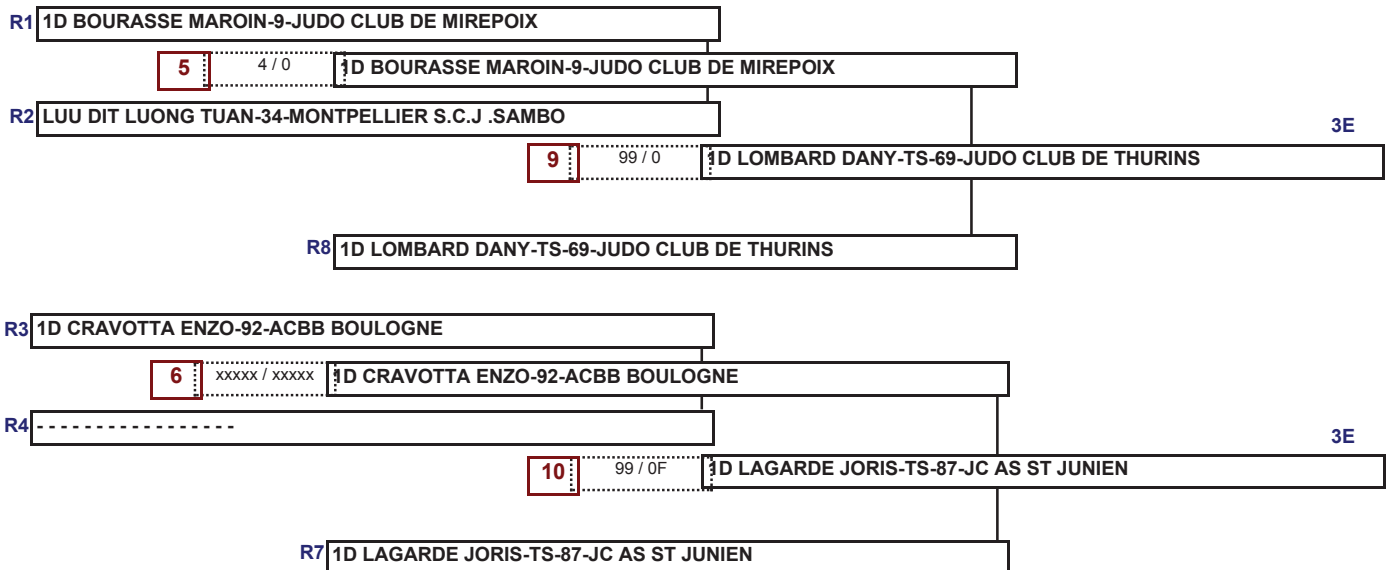 R1 1D BOURASSE MAROIN-9-JUDO CLUB DE MIREPOIX
5 4 / 0 1D BOURASSE MAROIN-9-JUDO CLUB DE MIREPOIX
R2 LUU DIT LUONG TUAN-34-MONTPELLIER S.C.J .SAMBO
3E
9 99 / 0 1D LOMBARD DANY-TS-69-JUDO CLUB DE THURINS
R8 1D LOMBARD DANY-TS-69-JUDO CLUB DE THURINS
R3 1D CRAVOTTA ENZO-92-ACBB BOULOGNE
6 xxxxx / xxxxx 1D CRAVOTTA ENZO-92-ACBB BOULOGNE
R4 - - - - - - - - - - - - - - - - -
3E
10 99 / 0F 1D LAGARDE JORIS-TS-87-JC AS ST JUNIEN
R7 1D LAGARDE JORIS-TS-87-JC AS ST JUNIEN